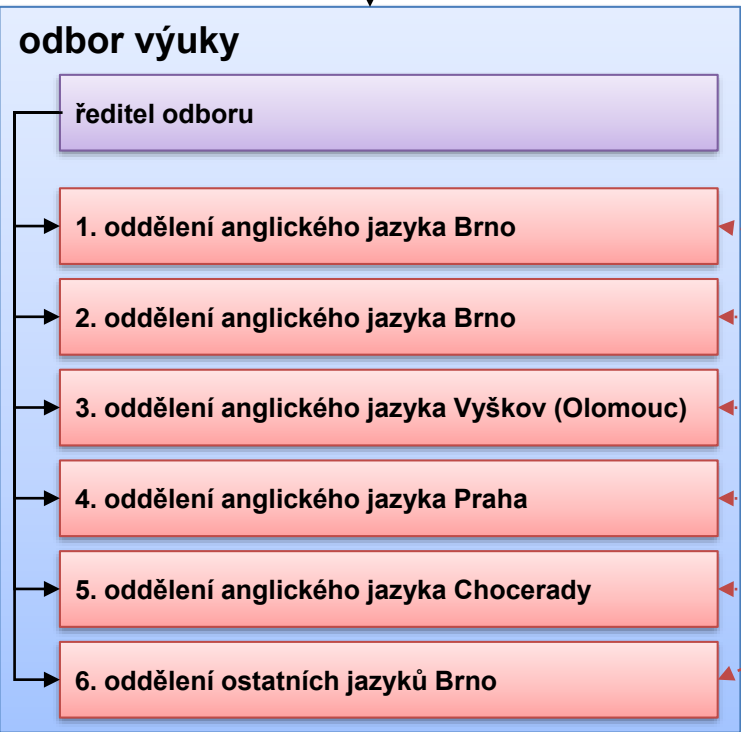 odbor výuky
ředitel odboru
1. oddělení anglického jazyka Brno
2. oddělení anglického jazyka Brno
3. oddělení anglického jazyka Vyškov (Olomouc)
4. oddělení anglického jazyka Praha
5. oddělení anglického jazyka Chocerady
6. oddělení ostatních jazyků Brno